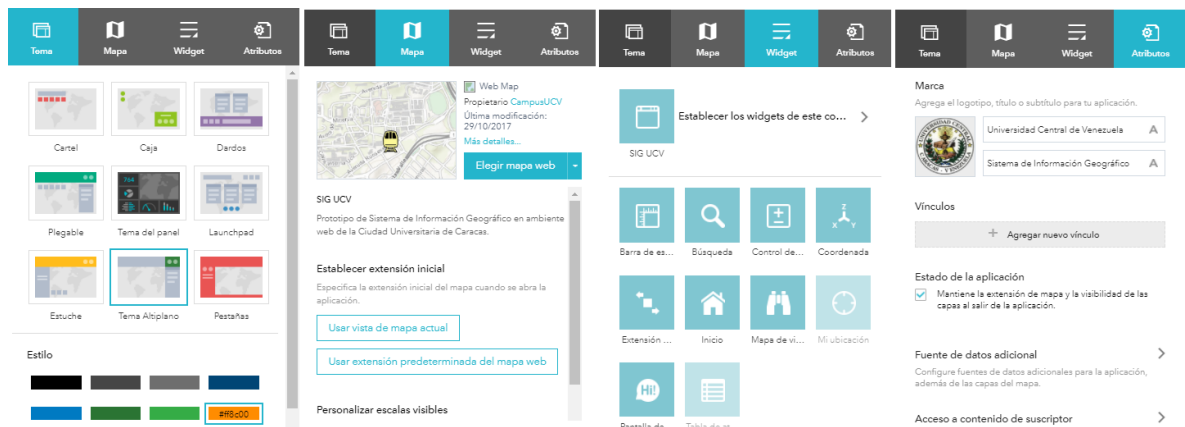 Tema
Mapa
Widget
Atributos
Cartel
Caja
Dardos
Plegable
Tema del panel
Launchpad
Estuche
Tema Altiplano
Pestañas
Estilo
#ff8c00
Tema
Mapa
Widget
Atributos
Web Map
Propietario CampusUCV
Última modificación:
29/10/2017
Más detalles...
Elegir mapa web
SIG UCV
Prototipo de Sistema de Información Geográfico en ambiente
web de la Ciudad Universitaria de Caracas.
Establecer extensión inicial
Especifica la extensión inicial del mapa cuando se abra la
aplicación.
Usar vista de mapa actual
Usar extensión predeterminada del mapa web
Personalizar escalas visibles
Tema
Mapa
Widget
Atributos
Establecer los widgets de este co...
SIG UCV
Barra de es...
Búsqueda
Control de...
Coordenada
Extensión ...
Inicio
Mapa de vi...
Mi ubicación
Hi!
Pantalla de...
Tabla de at...
Tema
Mapa
Widget
Atributos
Marca
Agrega el logotipo, título o subtítulo para tu aplicación.
Universidad Central de Venezuela A
Sistema de Información Geográfico A
Vínculos
+ Agregar nuevo vínculo
Estado de la aplicación
Mantiene la extensión de mapa y la visibilidad de las
capas al salir de la aplicación.
Fuente de datos adicional
Configure fuentes de datos adicionales para la aplicación,
además de las capas del mapa.
Acceso a contenido de suscriptor